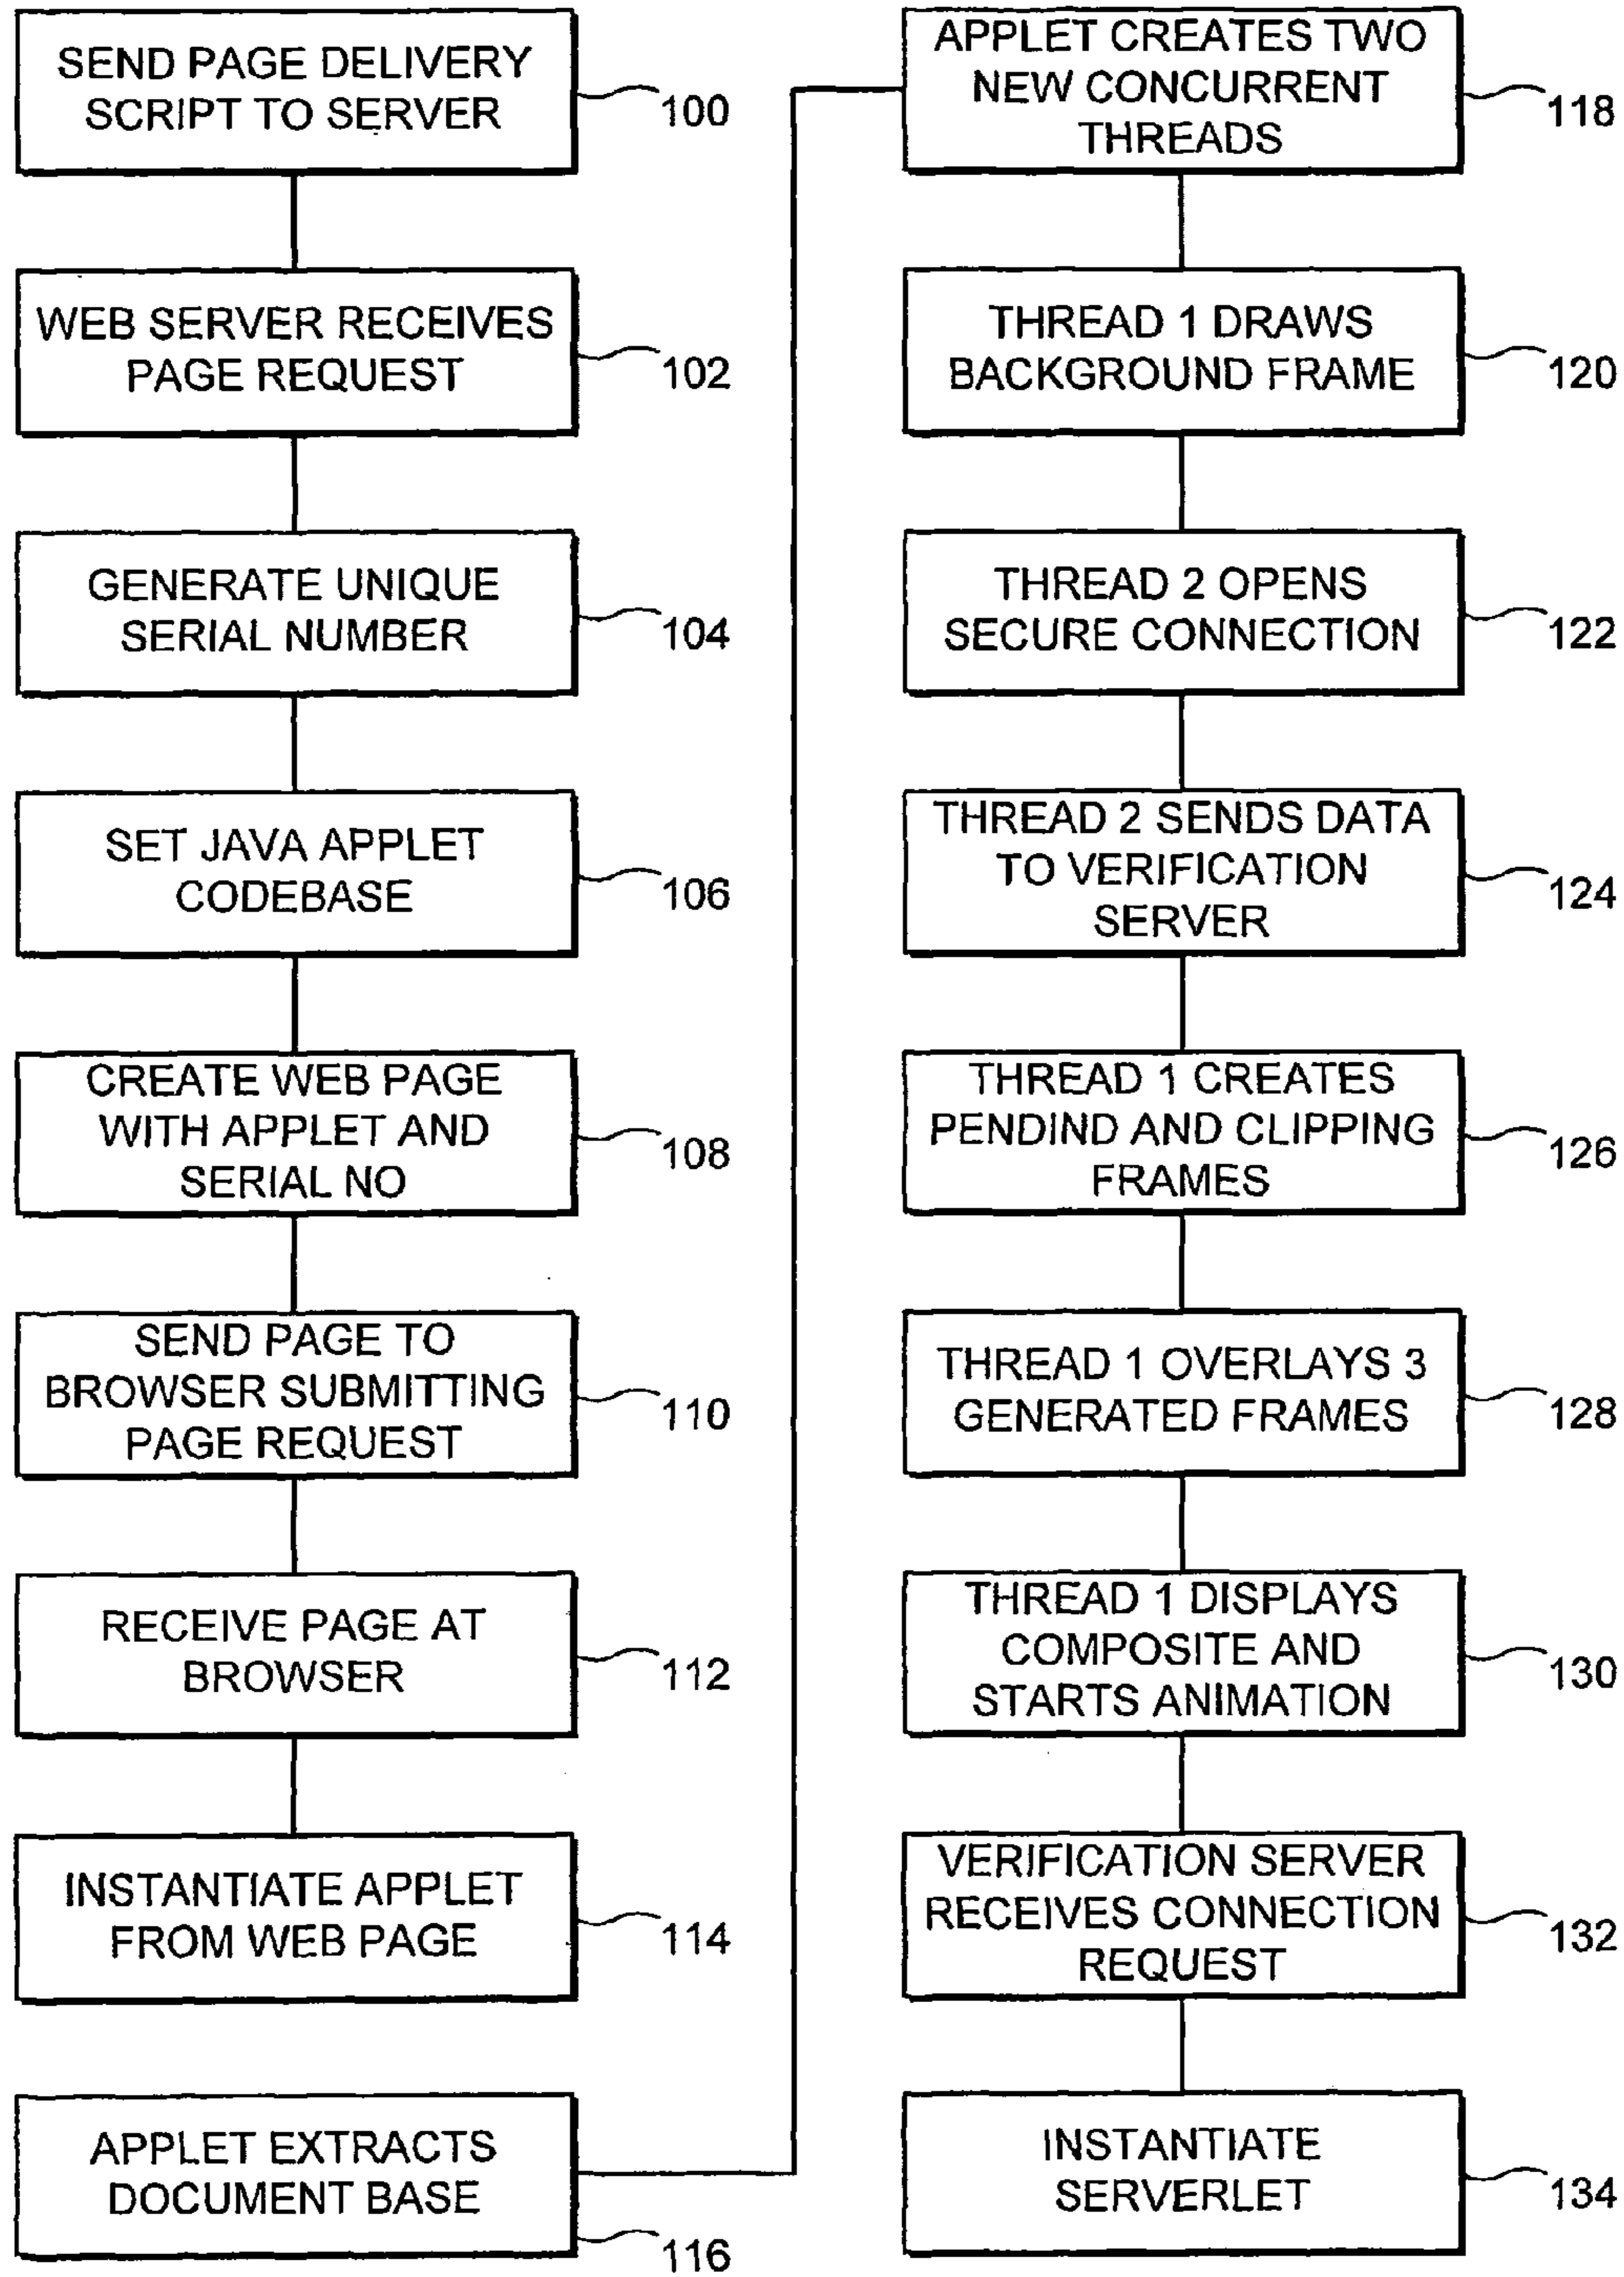 SEND PAGE DELIVERY
SCRIPT TO SERVER
100
WEB SERVER RECEIVES
PAGE REQUEST
102
GENERATE UNIQUE
SERIAL NUMBER
104
SET JAVA APPLET
CODEBASE
106
CREATE WEB PAGE
WITH APPLET AND
SERIAL NO
108
SEND PAGE TO
BROWSER SUBMITTING
PAGE REQUEST
110
RECEIVE PAGE AT
BROWSER
112
INSTANTIATE APPLET
FROM WEB PAGE
114
APPLET EXTRACTS
DOCUMENT BASE
116
APPLET CREATES TWO
NEW CONCURRENT
THREADS
118
THREAD 1 DRAWS
BACKGROUND FRAME
120
THREAD 2 OPENS
SECURE CONNECTION
122
THREAD 2 SENDS DATA
TO VERIFICATION
SERVER
124
THREAD 1 CREATES
PENDIND AND CLIPPING
FRAMES
126
THREAD 1 OVERLAYS 3
GENERATED FRAMES
128
THREAD 1 DISPLAYS
COMPOSITE AND
STARTS ANIMATION
130
VERIFICATION SERVER
RECEIVES CONNECTION
REQUEST
132
INSTANTIATE
SERVERLET
134